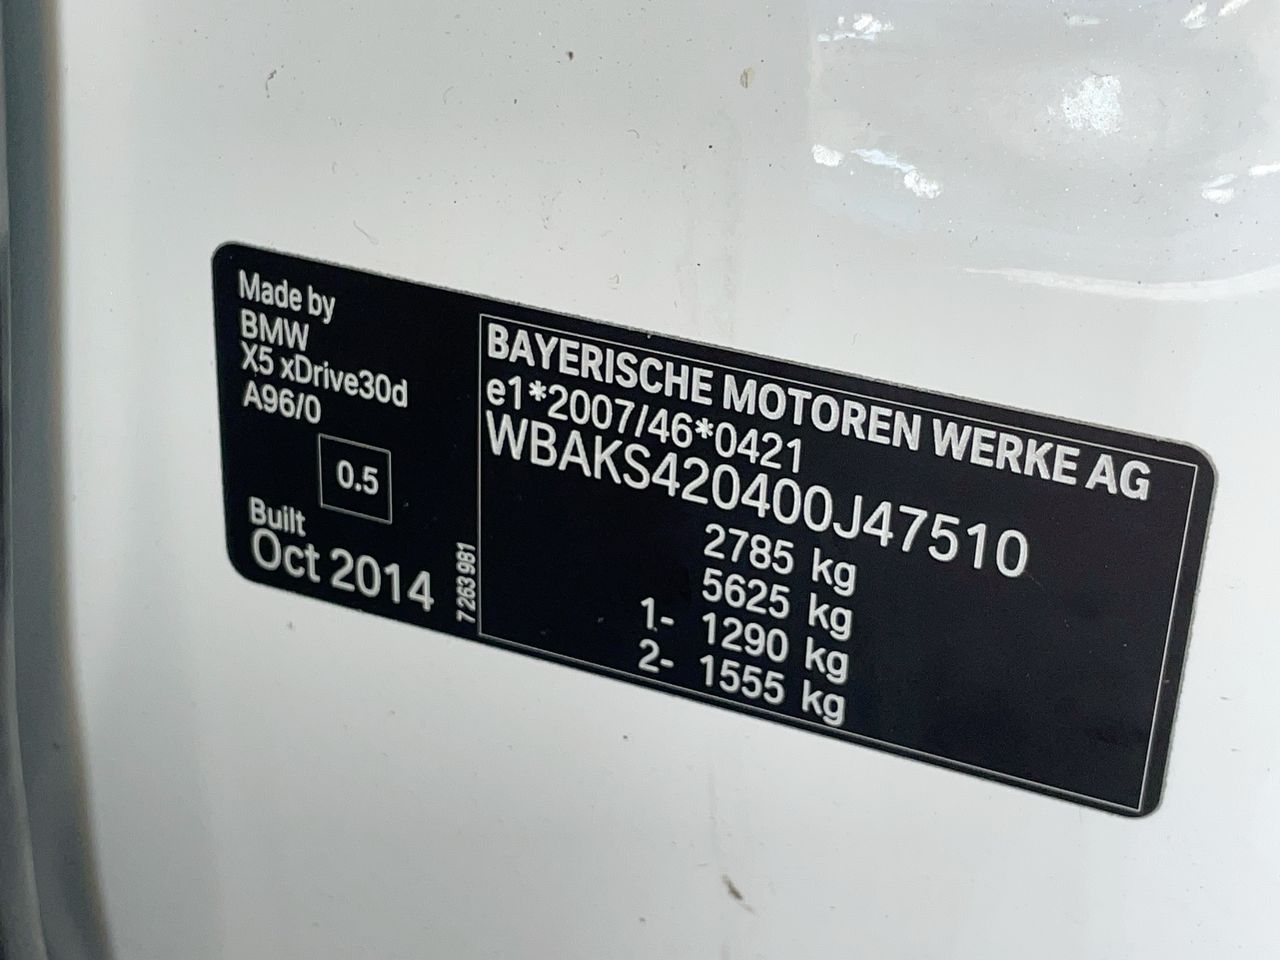 Made by
BMW
X5 xDrive30d
A96/0
0.5
Built
Oct 2014
7 263 981
BAYERISCHE MOTOREN WERKE AG
e1*2007/46*0421
WBAKS420400J47510
2785 kg
5625 kg
1- 1290 kg
2- 1555 kg